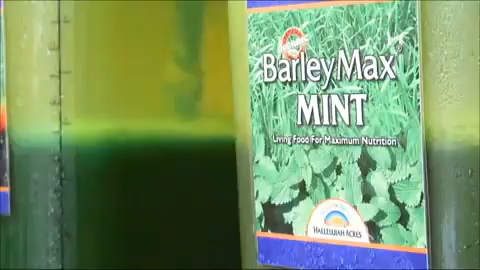 BarleyMax®
MINT
Living Food For Maximum Nutrition
HALLELUJAH ACRES